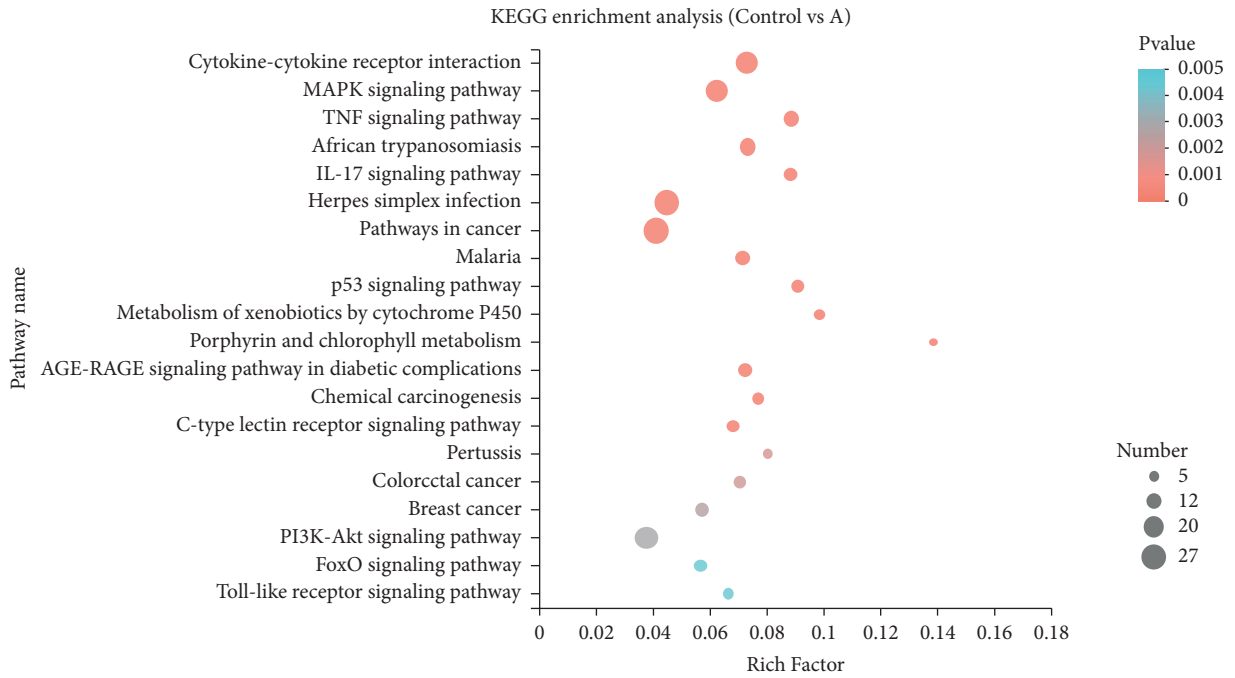 KEGG enrichment analysis (Control vs A)
Cytokine-cytokine receptor interaction
MAPK signaling pathway
TNF signaling pathway
African trypanosomiasis
IL-17 signaling pathway
Herpes simplex infection
Pathways in cancer
Malaria
p53 signaling pathway
Metabolism of xenobiotics by cytochrome P450
Porphyrin and chlorophyll metabolism
AGE-RAGE signaling pathway in diabetic complications
Chemical carcinogenesis
C-type lectin receptor signaling pathway
Pertussis
Colorcctal cancer
Breast cancer
PI3K-Akt signaling pathway
FoxO signaling pathway
Toll-like receptor signaling pathway
Pathway name
0 0.02 0.04 0.06 0.08 0.1 0.12 0.14 0.16 0.18
Rich Factor
Pvalue
0.005
0.004
0.003
0.002
0.001
0
Number
5
12
20
27